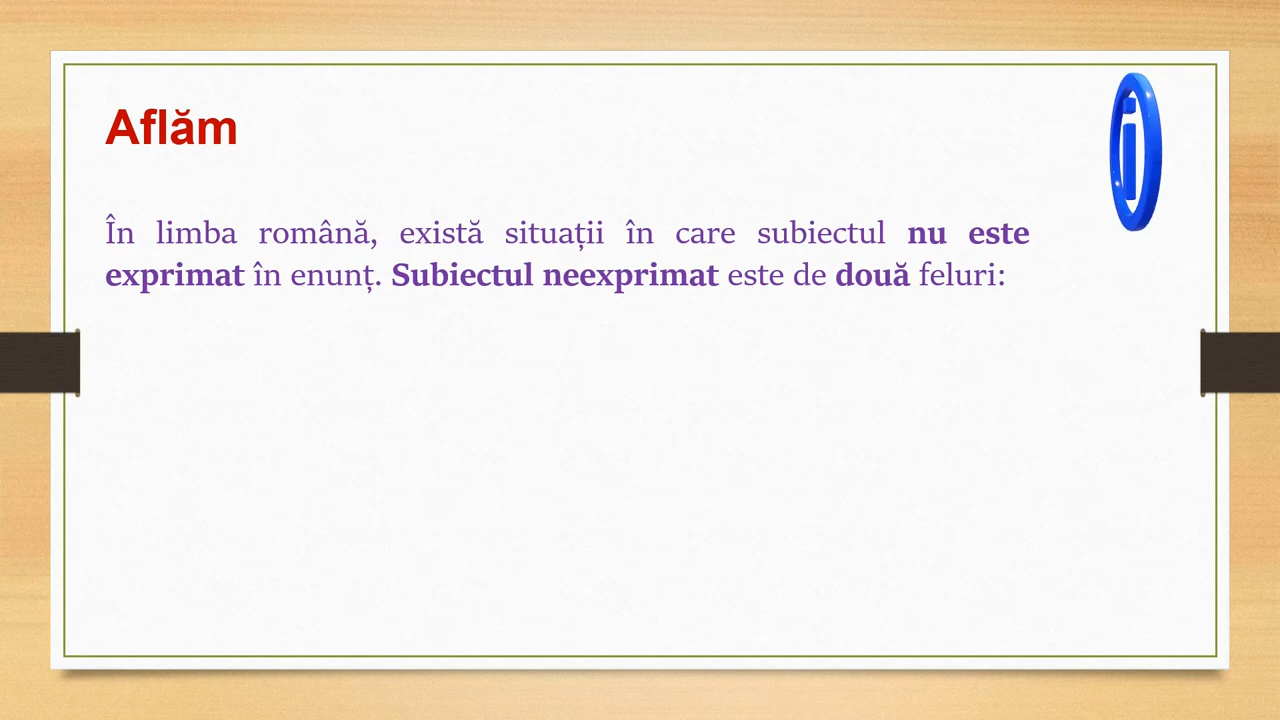 Aflăm
În limba română, există situații în care subiectul nu este
exprimat în enunț. Subiectul neexprimat este de două feluri: